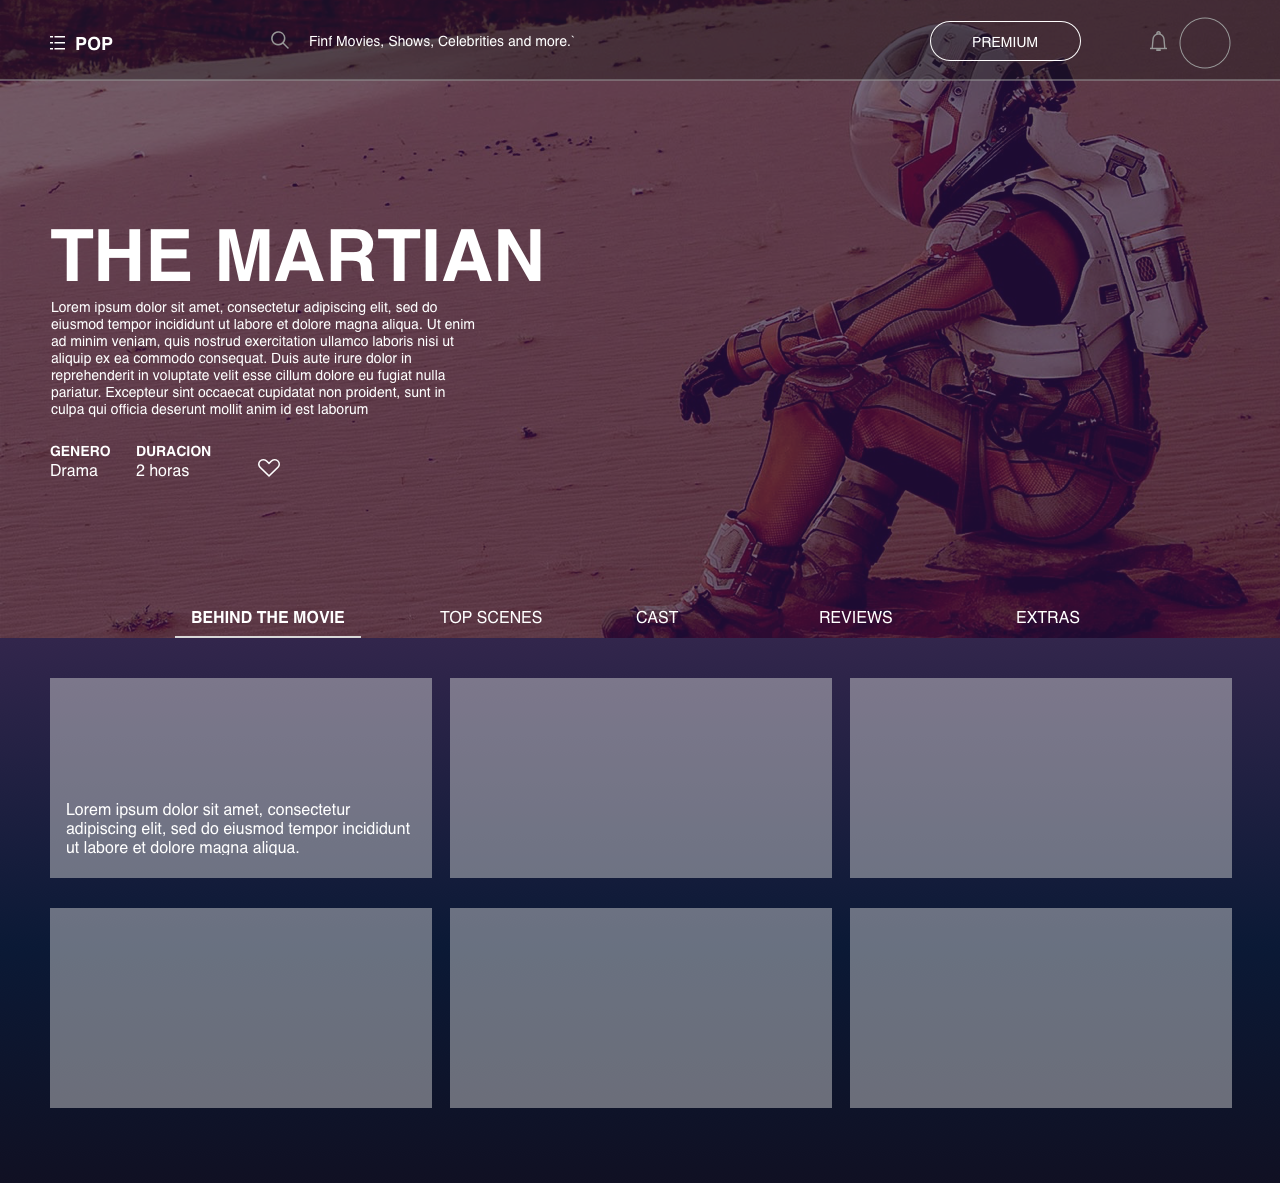 POP
Finf Movies, Shows, Celebrities and more.`
PREMIUM
THE MARTIAN
Lorem ipsum dolor sit amet, consectetur adipiscing elit, sed do
eiusmod tempor incididunt ut labore et dolore magna aliqua. Ut enim
ad minim veniam, quis nostrud exercitation ullamco laboris nisi ut
aliquip ex ea commodo consequat. Duis aute irure dolor in
reprehenderit in voluptate velit esse cillum dolore eu fugiat nulla
pariatur. Excepteur sint occaecat cupidatat non proident, sunt in
culpa qui officia deserunt mollit anim id est laborum
GENERO DURACION
Drama 2 horas
BEHIND THE MOVIE TOP SCENES CAST REVIEWS EXTRAS
Lorem ipsum dolor sit amet, consectetur
adipiscing elit, sed do eiusmod tempor incididunt
ut labore et dolore magna aliqua.